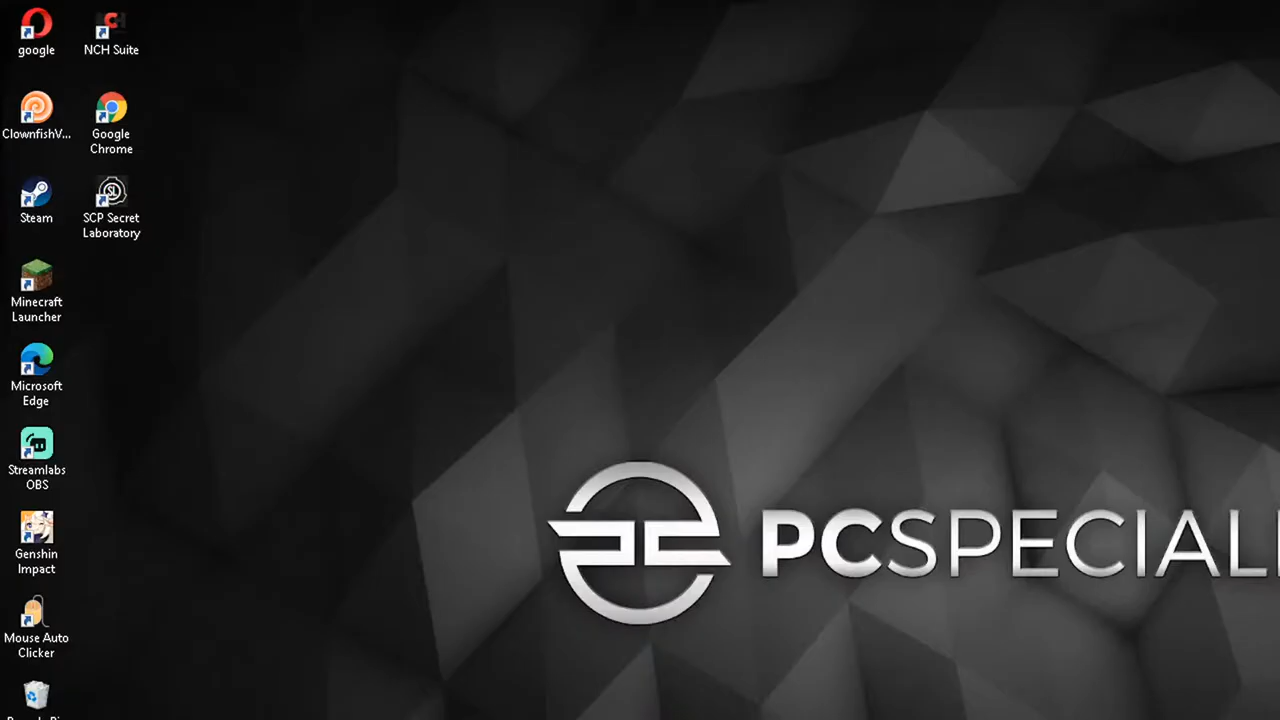 google
NCH Suite
ClownfishV...
Google
Chrome
Steam
SCP Secret
Laboratory
Minecraft
Launcher
Microsoft
Edge
Streamlabs
OBS
Genshin
Impact
Mouse Auto
Clicker
PCSPECIALI